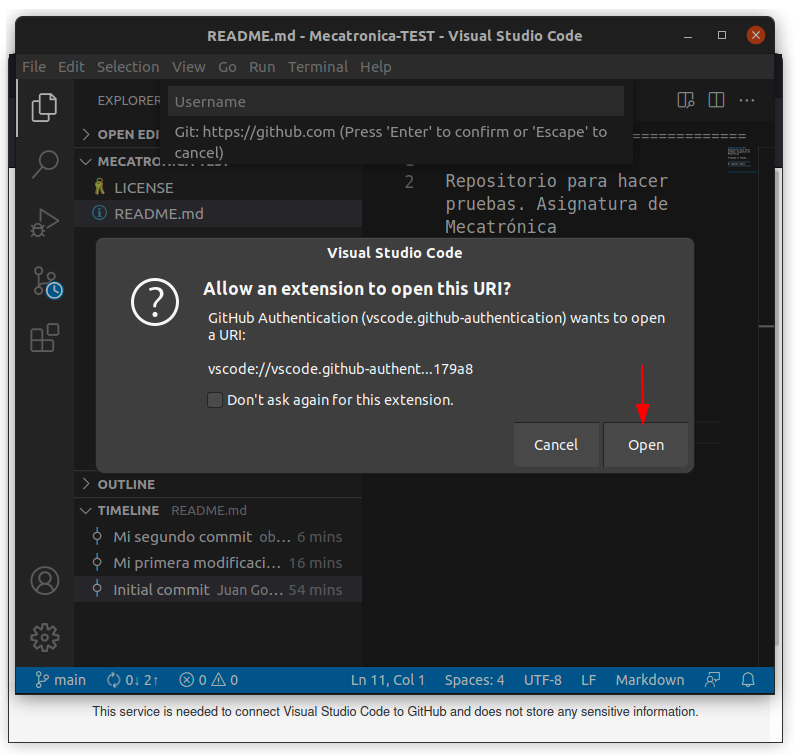 README.md - Mecatronica-TEST - Visual Studio Code
File Edit Selection View Go Run Terminal Help
EXPLORER
Username
Git: https://github.com (Press 'Enter' to confirm or 'Escape' to
cancel)
OPEN EDI
==============
MECATRONICA-TEST
LICENSE
README.md
2 Repositorio para hacer
pruebas. Asignatura de
Mecatrónica
Visual Studio Code
Allow an extension to open this URI?
GitHub Authentication (vscode.github-authentication) wants to open
a URI:
vscode://vscode.github-authent...179a8
Don't ask again for this extension.
Cancel Open
OUTLINE
TIMELINE README.md
Mi segundo commit ob... 6 mins
Mi primera modificaci... 16 mins
Initial commit Juan Go... 54 mins
main 0↓ 2↑ 0 0 Ln 11, Col 1 Spaces: 4 UTF-8 LF Markdown
This service is needed to connect Visual Studio Code to GitHub and does not store any sensitive information.